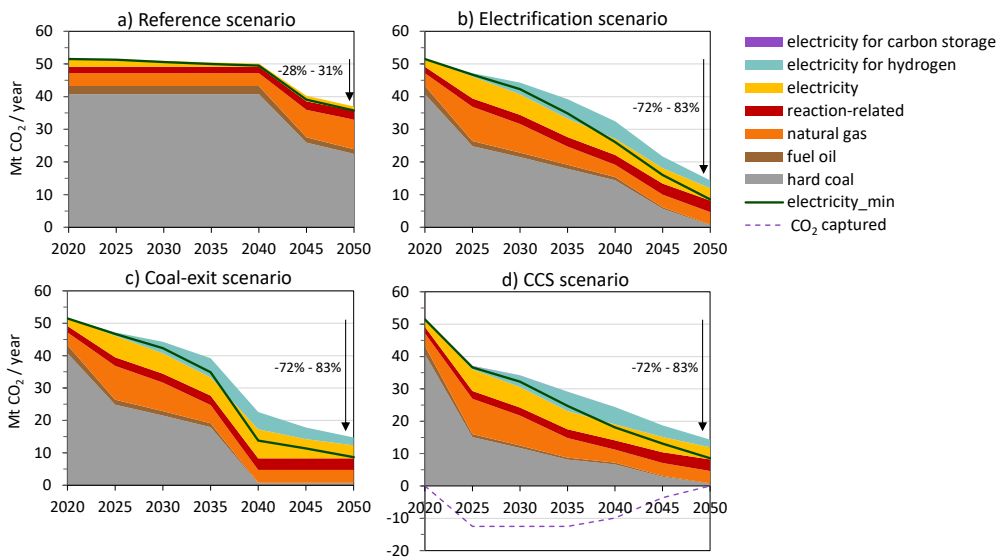 a) Reference scenario
60
50
40
30
20
10
0
Mt CO₂ / year
-28% - 31%
2020 2025 2030 2035 2040 2045 2050
b) Electrification scenario
60
50
40
30
20
10
0
-72% - 83%
2020 2025 2030 2035 2040 2045 2050
electricity for carbon storage
electricity for hydrogen
electricity
reaction-related
natural gas
fuel oil
hard coal
electricity_min
CO₂ captured
c) Coal-exit scenario
60
50
40
30
20
10
0
Mt CO₂ / year
-72% - 83%
2020 2025 2030 2035 2040 2045 2050
d) CCS scenario
60
50
40
30
20
10
0
-10
-20
-72% - 83%
2020 2025 2030 2035 2040 2045 2050